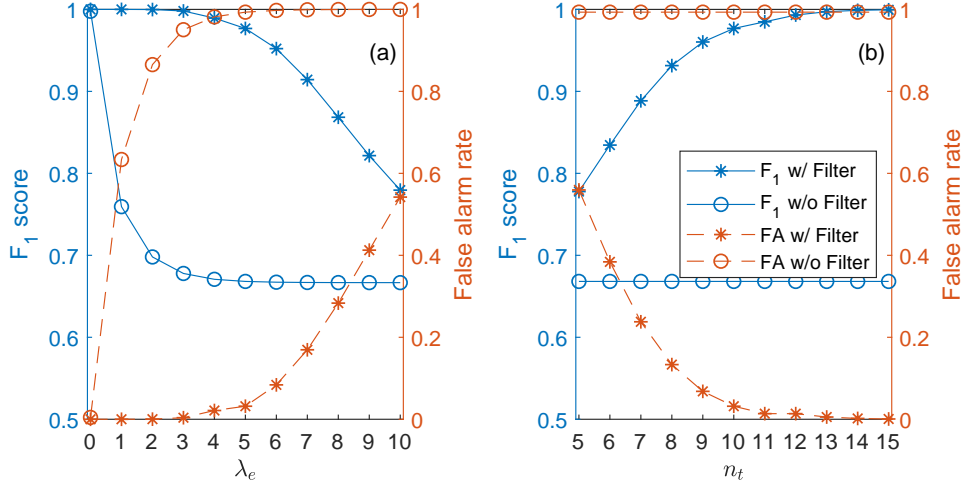 (a)
F1 score
1
0.9
0.8
0.7
0.6
0.5
1
0.8
0.6
0.4
0.2
0
False alarm rate
0 1 2 3 4 5 6 7 8 9 10
λe
(b)
F1 score
1
0.9
0.8
0.7
0.6
0.5
F1 w/ Filter
F1 w/o Filter
FA w/ Filter
FA w/o Filter
1
0.8
0.6
0.4
0.2
0
False alarm rate
5 6 7 8 9 10 11 12 13 14 15
nt